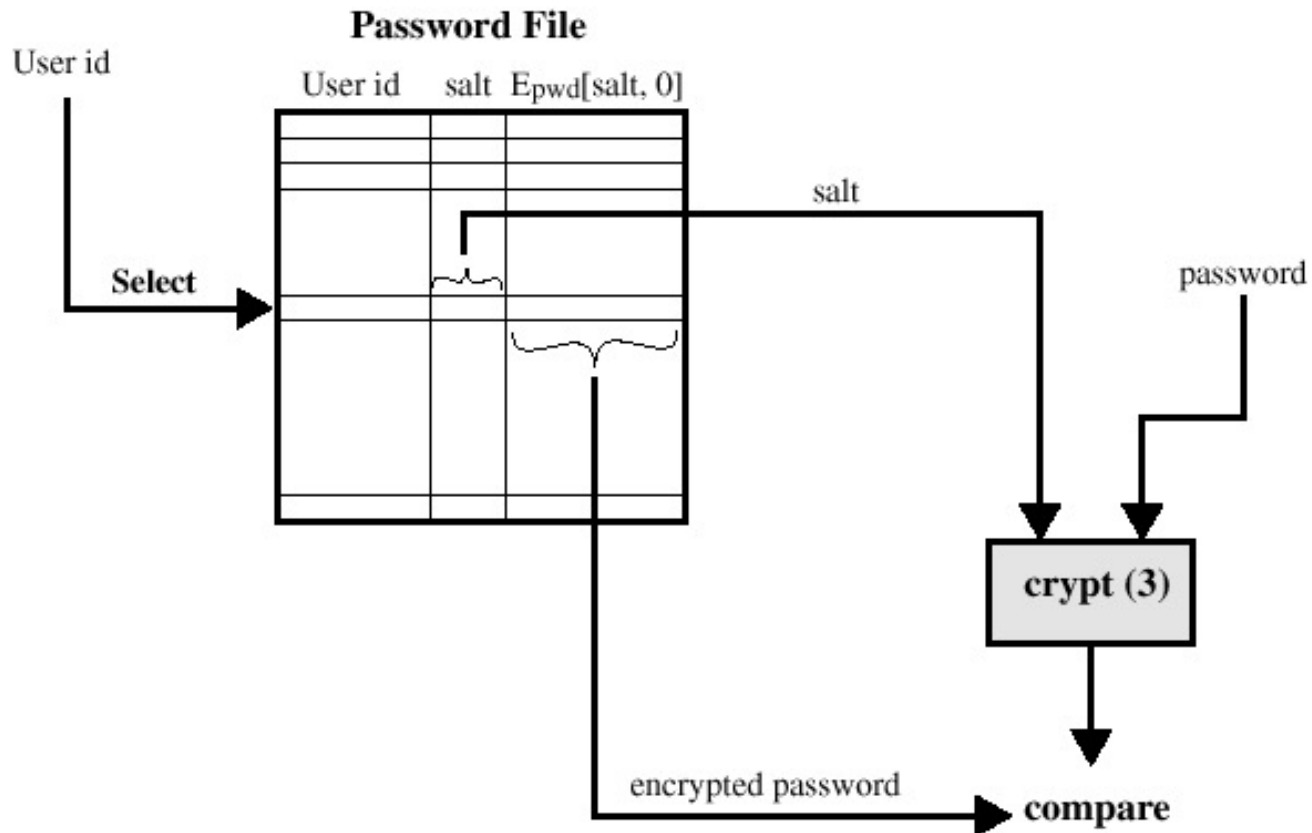 Password File
User id
User id salt Epwd[salt, 0]
salt
Select
password
crypt (3)
encrypted password
compare